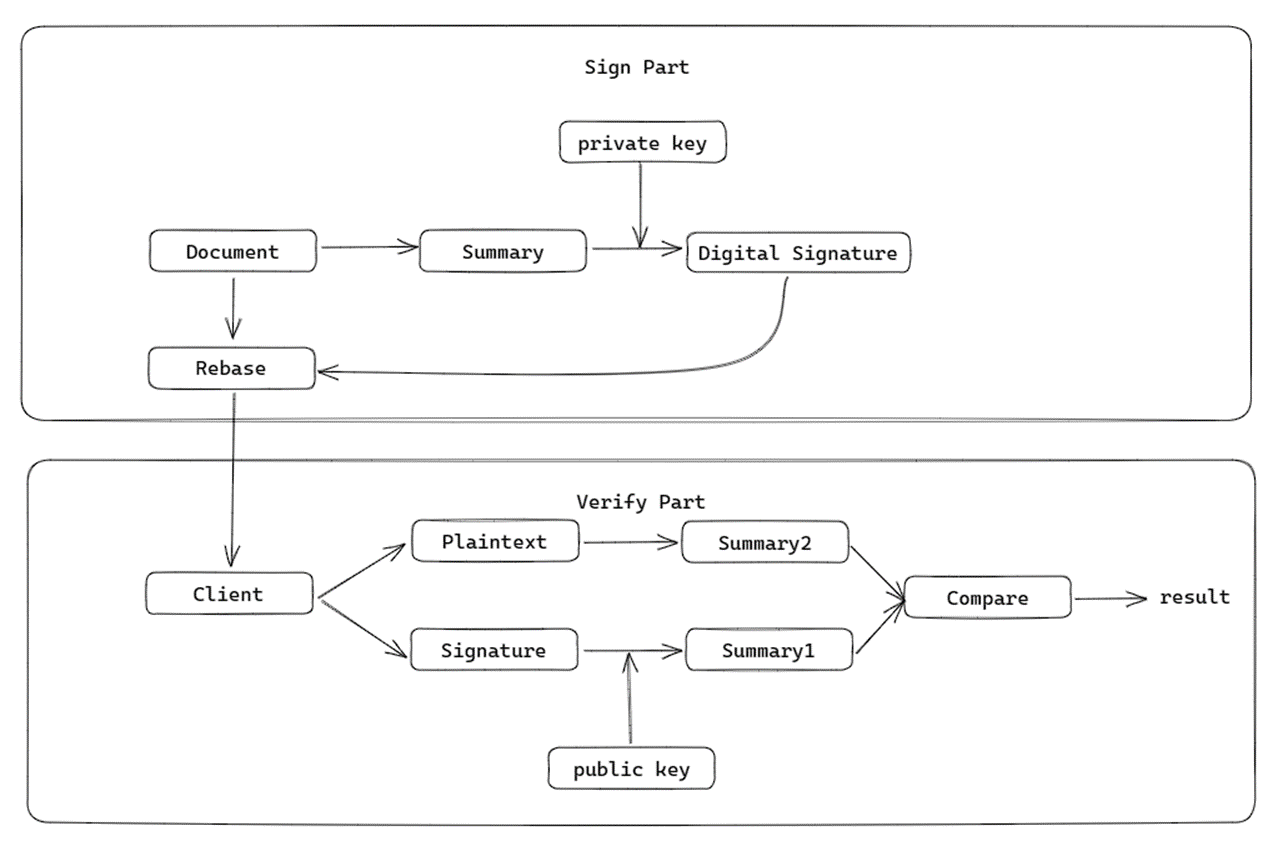 Sign Part
private key
Document
Summary
Digital Signature
Rebase
Verify Part
Plaintext
Summary2
Client
Compare
result
Signature
Summary1
public key